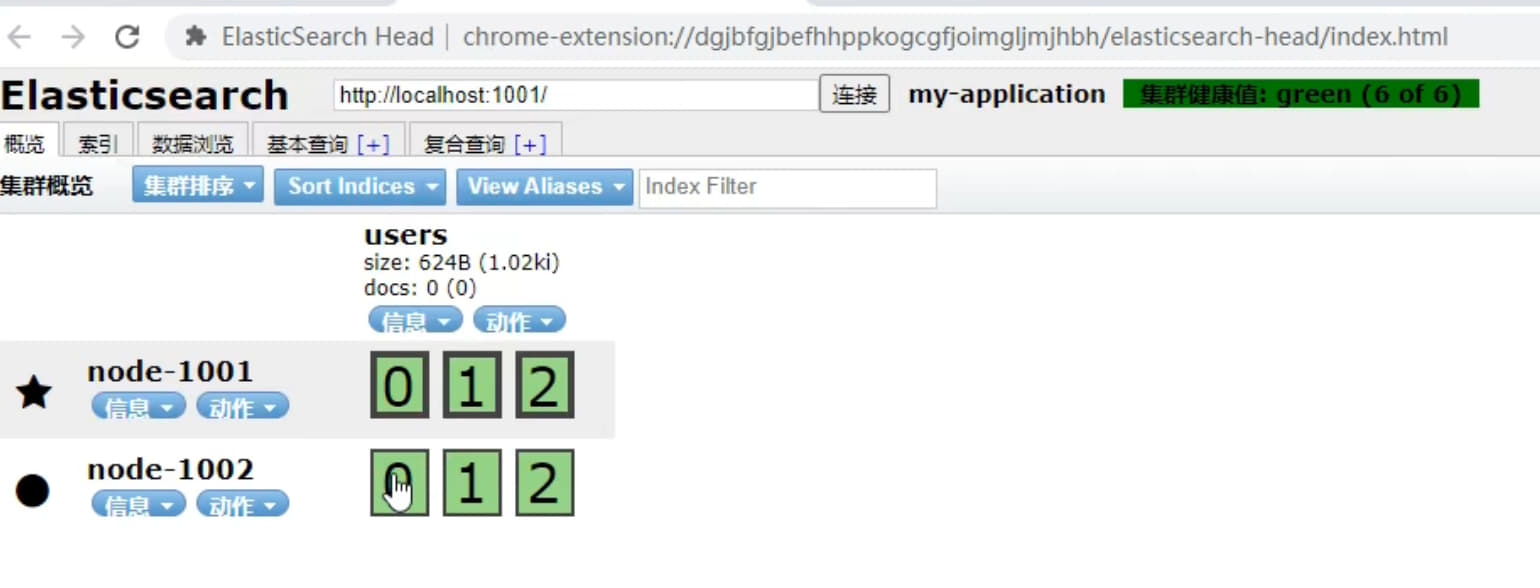 ElasticSearch Head | chrome-extension://dgjbfgjbefhhppkogcgfjoimgljmjhbh/elasticsearch-head/index.html
Elasticsearch http://localhost:1001/ 连接 my-application 集群健康值: green (6 of 6)
概览 索引 数据浏览 基本查询 [+] 复合查询 [+]
集群概览 集群排序 Sort Indices View Aliases Index Filter
users
size: 624B (1.02ki)
docs: 0 (0)
信息 动作
node-1001 0 1 2
信息 动作
node-1002 0 1 2
信息 动作